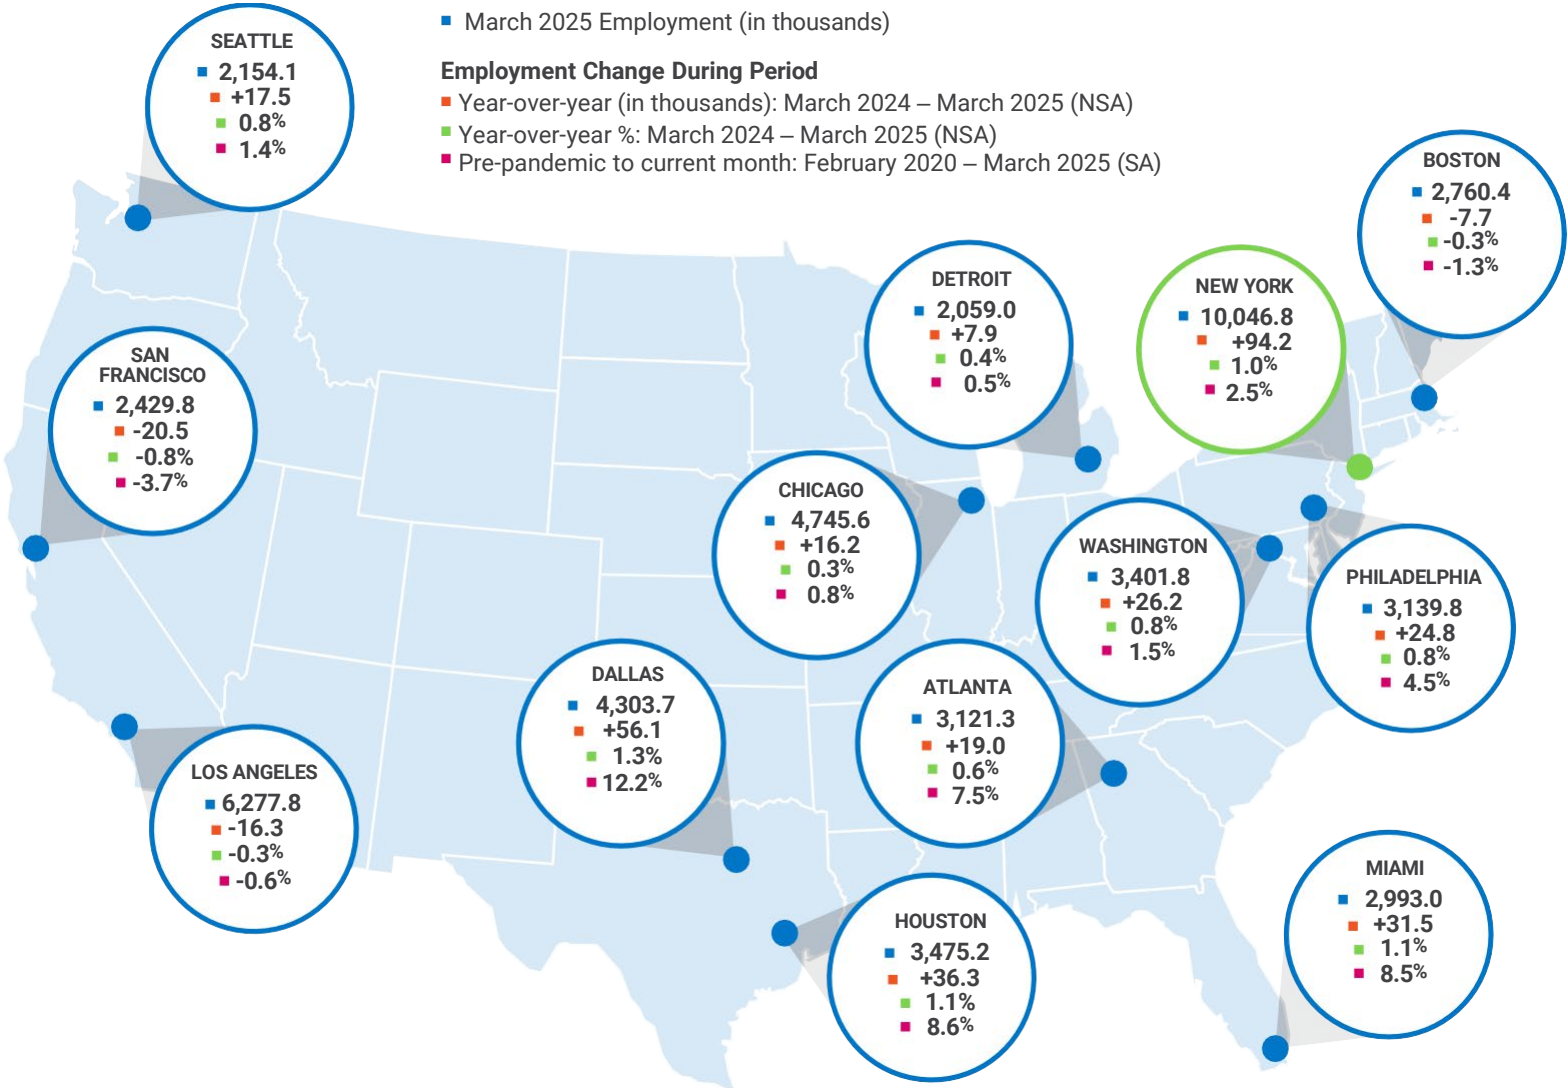 March 2025 Employment (in thousands)
Employment Change During Period
Year-over-year (in thousands): March 2024 – March 2025 (NSA)
Year-over-year %: March 2024 – March 2025 (NSA)
Pre-pandemic to current month: February 2020 – March 2025 (SA)
SEATTLE
2,154.1
+17.5
0.8%
1.4%
BOSTON
2,760.4
-7.7
-0.3%
-1.3%
DETROIT
2,059.0
+7.9
0.4%
0.5%
NEW YORK
10,046.8
+94.2
1.0%
2.5%
SAN
FRANCISCO
2,429.8
-20.5
-0.8%
-3.7%
CHICAGO
4,745.6
+16.2
0.3%
0.8%
WASHINGTON
3,401.8
+26.2
0.8%
1.5%
PHILADELPHIA
3,139.8
+24.8
0.8%
4.5%
DALLAS
4,303.7
+56.1
1.3%
12.2%
ATLANTA
3,121.3
+19.0
0.6%
7.5%
LOS ANGELES
6,277.8
-16.3
-0.3%
-0.6%
HOUSTON
3,475.2
+36.3
1.1%
8.6%
MIAMI
2,993.0
+31.5
1.1%
8.5%